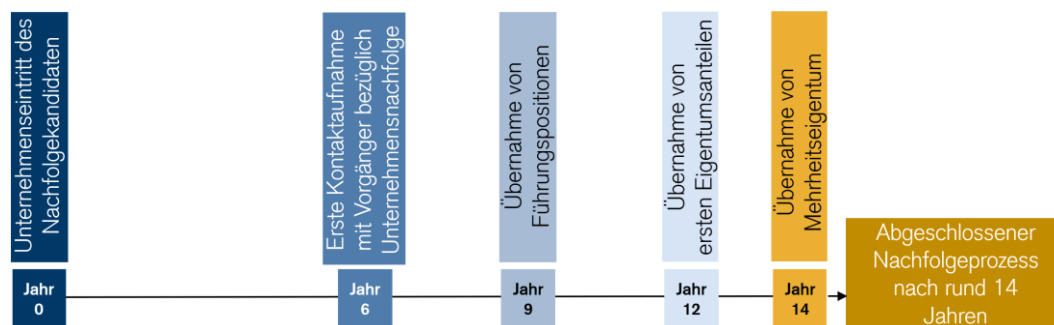 Unternehmenseintritt des
Nachfolgekandidaten
Erste Kontaktaufnahme
mit Vorgänger bezüglich
Unternehmensnachfolge
Übernahme von
Führungspositionen
Übernahme von
ersten Eigentumsanteilen
Übernahme von
Mehrheitseigentum
Jahr
0
Jahr
6
Jahr
9
Jahr
12
Jahr
14
Abgeschlossener
Nachfolgeprozess
nach rund 14
Jahren